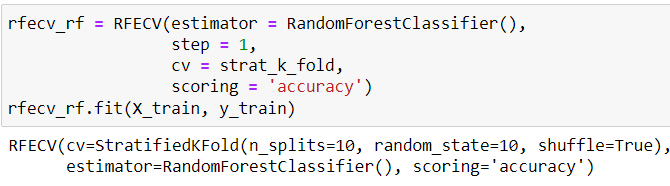 rfecv_rf = RFECV(estimator = RandomForestClassifier(),
                 step = 1,
                 cv = strat_k_fold,
                 scoring = 'accuracy')
rfecv_rf.fit(X_train, y_train)
RFECV(cv=StratifiedKFold(n_splits=10, random_state=10, shuffle=True),
      estimator=RandomForestClassifier(), scoring='accuracy')